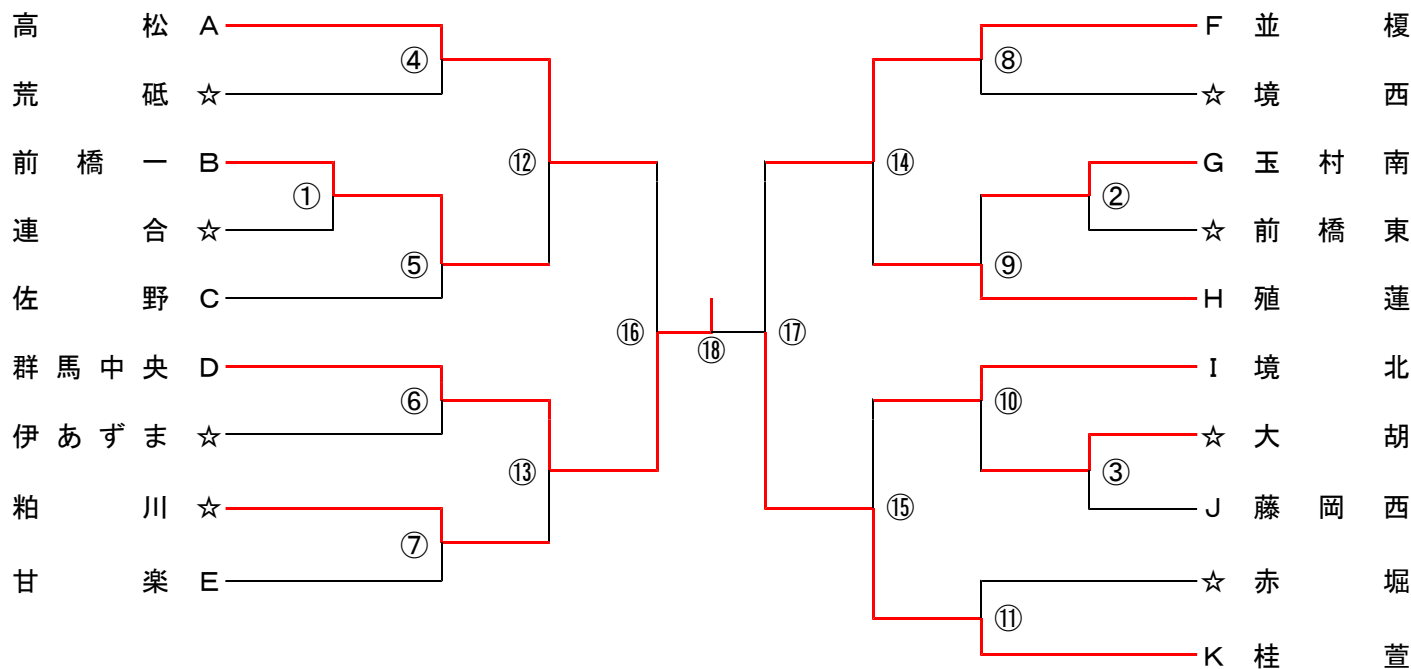 高松 A F 並榎
④ ⑧
荒砥 ☆ ☆ 境西
前橋一 B ⑫ ⑭ G 玉村南
① ②
連合 ☆ ☆ 前橋東
⑤ ⑨
佐野 C H 殖蓮
⑯ ⑱ ⑰
群馬中央 D I 境北
⑥ ⑩
伊あずま ☆ ☆ 大胡
⑬ ③
粕川 ☆ ⑮ J 藤岡西
⑦
甘楽 E ☆ 赤堀
⑪
K 桂萱